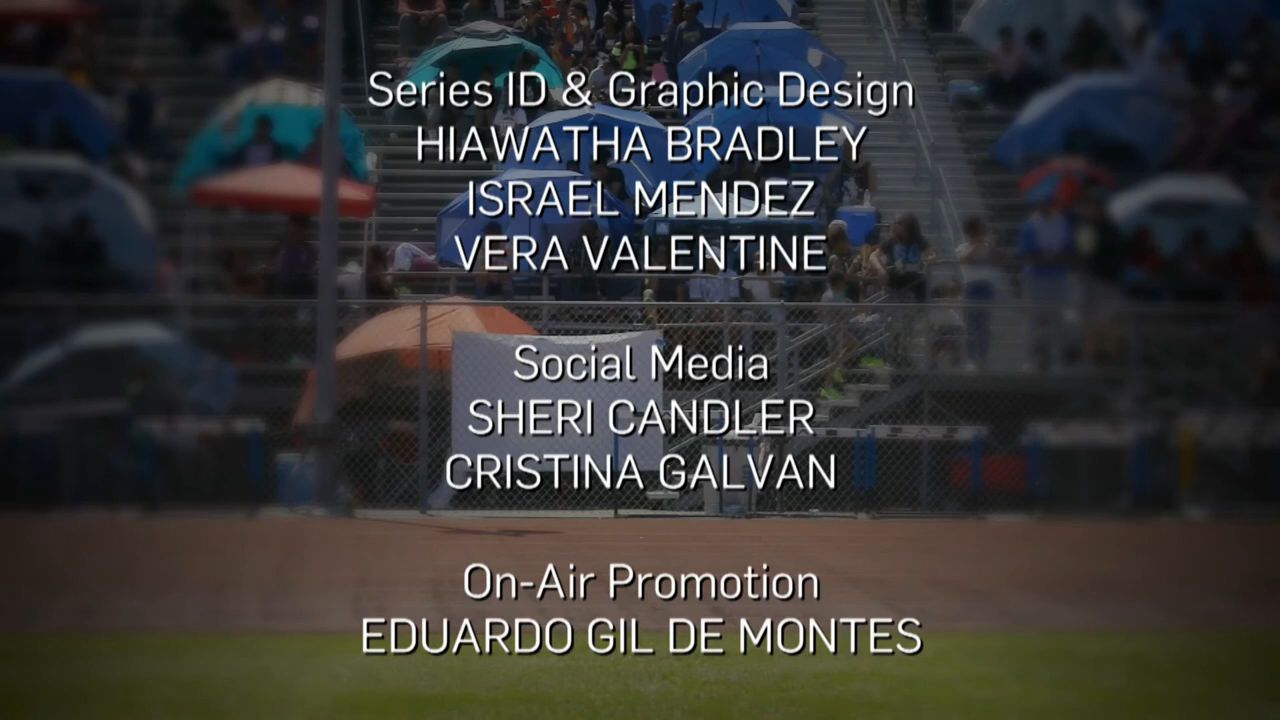 Series ID & Graphic Design
HIAWATHA BRADLEY
ISRAEL MENDEZ
VERA VALENTINE
Social Media
SHERI CANDLER
CRISTINA GALVAN
On-Air Promotion
EDUARDO GIL DE MONTES